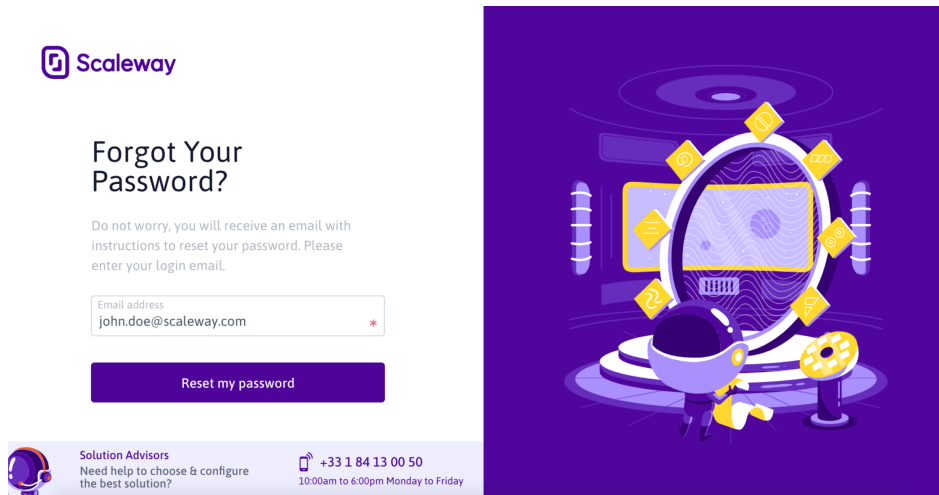 Scaleway
Forgot Your
Password?
Do not worry, you will receive an email with
instructions to reset your password. Please
enter your login email.
Email address
john.doe@scaleway.com
*
Reset my password
Solution Advisors
Need help to choose & configure
the best solution?
+33 1 84 13 00 50
10:00am to 6:00pm Monday to Friday